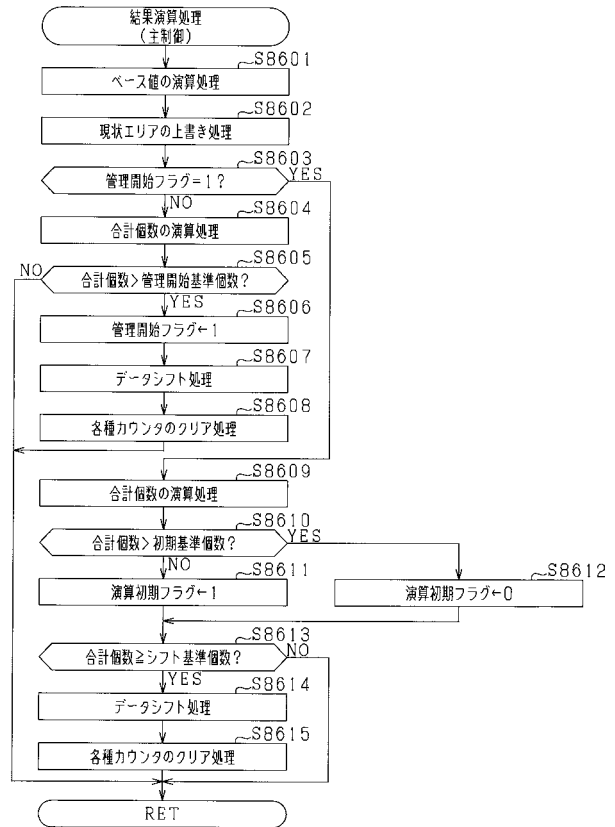 結果演算処理
(主制御)
S8601
ベース値の演算処理
S8602
現状エリアの上書き処理
S8603
管理開始フラグ=1?
YES
NO
S8604
合計個数の演算処理
S8605
NO
合計個数>管理開始基準個数?
YES
S8606
管理開始フラグ←1
S8607
データシフト処理
S8608
各種カウンタのクリア処理
S8609
合計個数の演算処理
S8610
合計個数>初期基準個数?
YES
NO
S8611
演算初期フラグ←1
S8612
演算初期フラグ←0
S8613
合計個数≧シフト基準個数?
NO
YES
S8614
データシフト処理
S8615
各種カウンタのクリア処理
RET